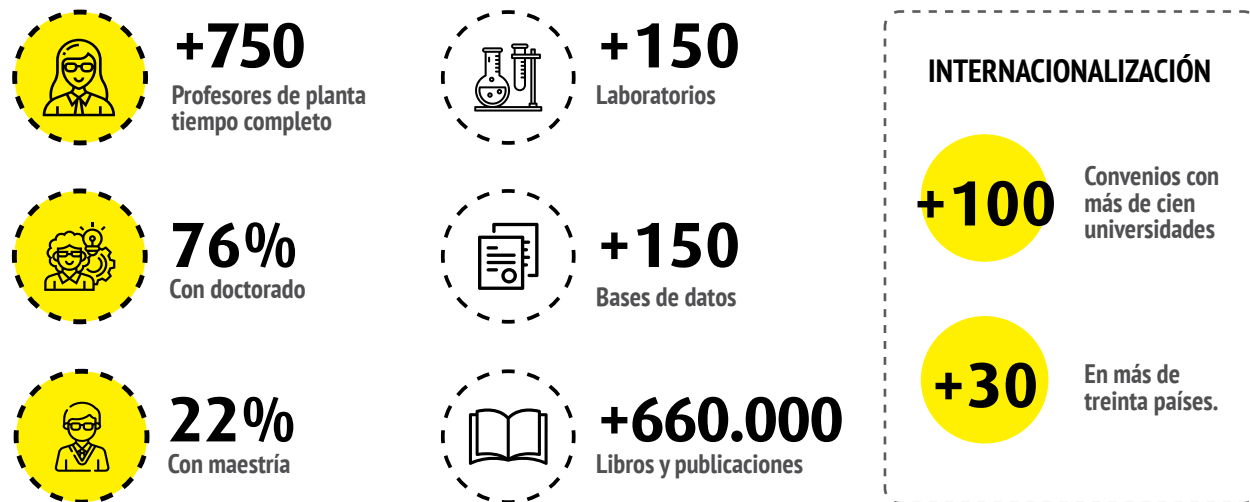 +750
Profesores de planta
tiempo completo
76%
Con doctorado
22%
Con maestría
+150
Laboratorios
+150
Bases de datos
+660.000
Libros y publicaciones
INTERNACIONALIZACIÓN
+100
Convenios con
más de cien
universidades
+30
En más de
treinta países.